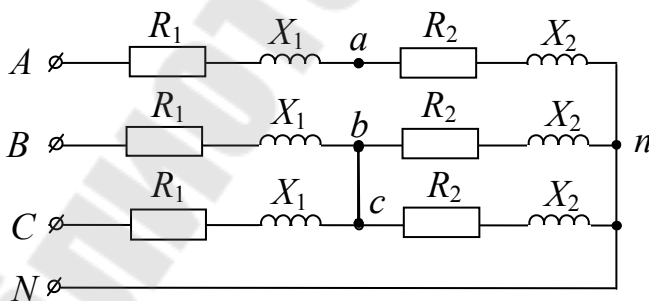 R₁ X₁ a R₂ X₂
A
R₁ X₁ b R₂ X₂
B n
R₁ X₁ c R₂ X₂
C
N